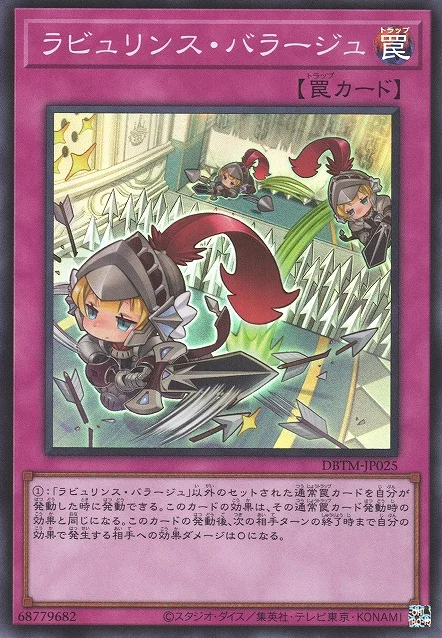 ラビュリンス・バラージュ
罠
トラップ
【罠カード】
トラップ
DBTM-JP025
①：「ラビュリンス・バラージュ」以外のセットされた通常罠カードを自分が
発動した時に発動できる。このカードの効果は、その通常罠カード発動時の
効果と同じになる。このカードの発動後、次の相手ターンの終了時まで自分の
効果で発生する相手への効果ダメージは０になる。
68779682
©スタジオ・ダイス／集英社・テレビ東京・KONAMI